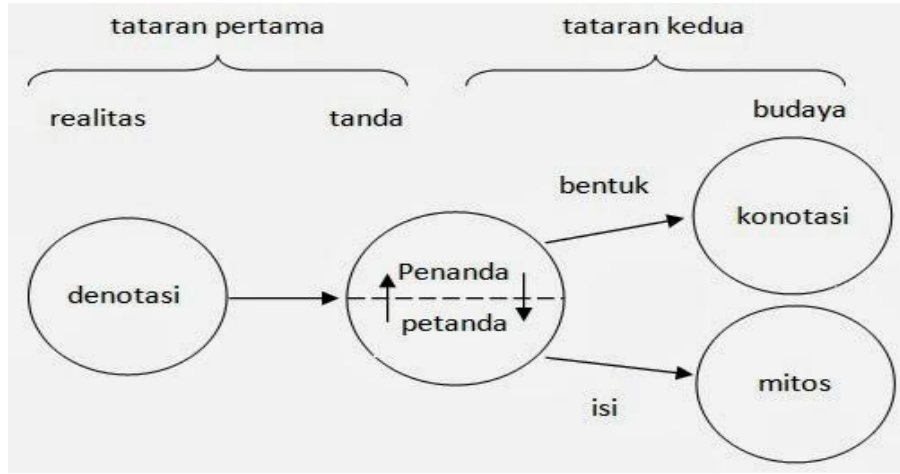 tataran pertama
tataran kedua
realitas
tanda
budaya
bentuk
konotasi
denotasi
Penanda
petanda
mitos
isi